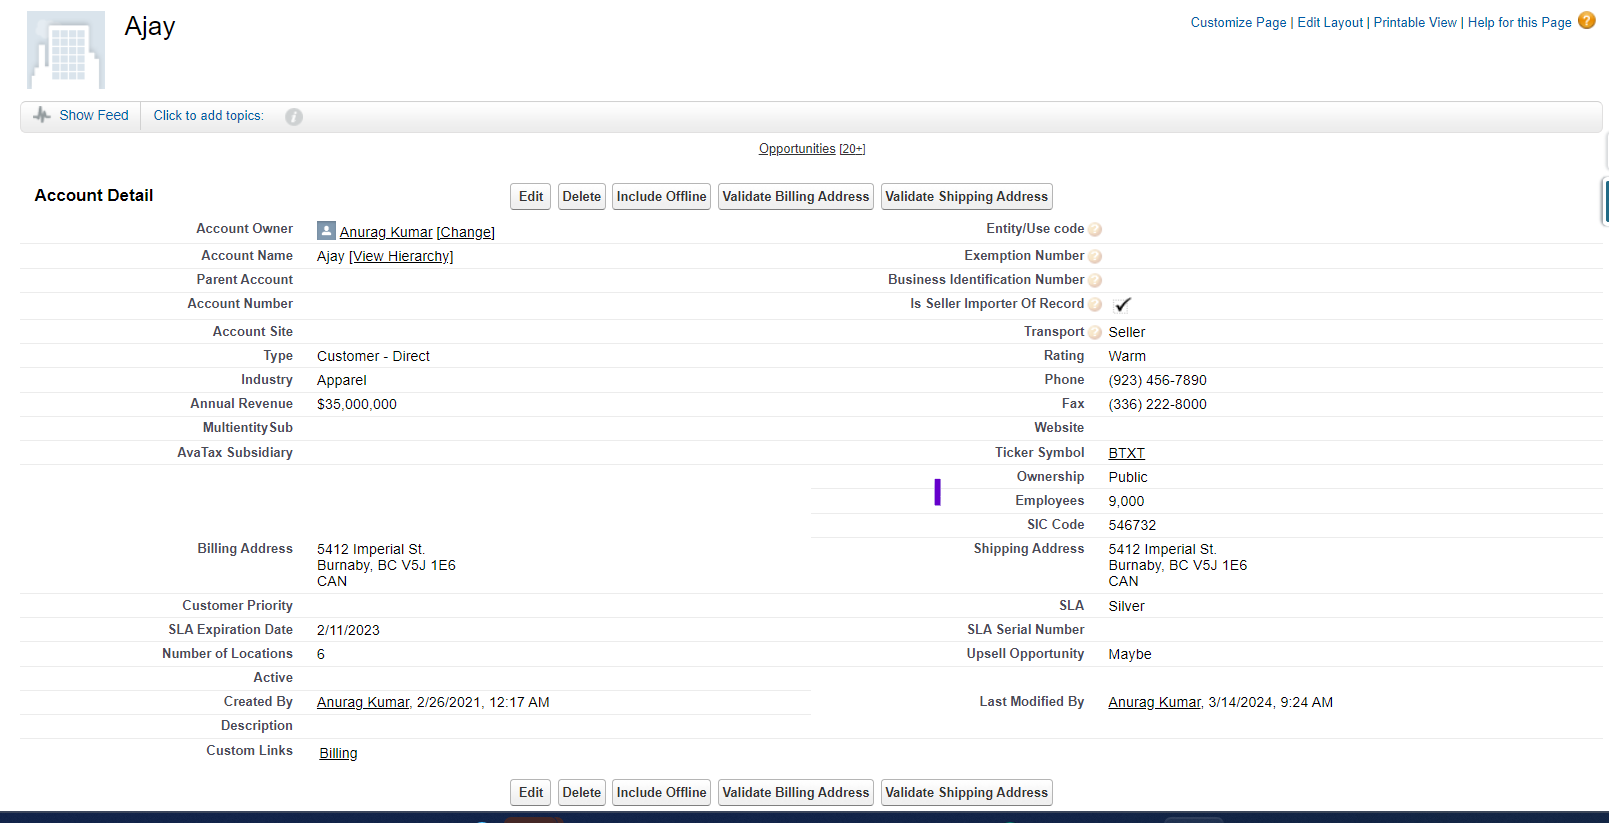 Ajay
Customize Page | Edit Layout | Printable View | Help for this Page ?
Show Feed Click to add topics: i
Opportunities [20+]
Account Detail Edit Delete Include Offline Validate Billing Address Validate Shipping Address
Account Owner Anurag Kumar [Change] Entity/Use code ?
Account Name Ajay [View Hierarchy] Exemption Number ?
Parent Account Business Identification Number ?
Account Number Is Seller Importer Of Record ?
Account Site Transport ? Seller
Type Customer - Direct Rating Warm
Industry Apparel Phone (923) 456-7890
Annual Revenue $35,000,000 Fax (336) 222-8000
MultientitySub Website
AvaTax Subsidiary Ticker Symbol BTXT
Ownership Public
Employees 9,000
SIC Code 546732
Billing Address 5412 Imperial St. Shipping Address 5412 Imperial St.
Burnaby, BC V5J 1E6 Burnaby, BC V5J 1E6
CAN CAN
Customer Priority SLA Silver
SLA Expiration Date 2/11/2023 SLA Serial Number
Number of Locations 6 Upsell Opportunity Maybe
Active
Created By Anurag Kumar, 2/26/2021, 12:17 AM Last Modified By Anurag Kumar, 3/14/2024, 9:24 AM
Description
Custom Links Billing
Edit Delete Include Offline Validate Billing Address Validate Shipping Address